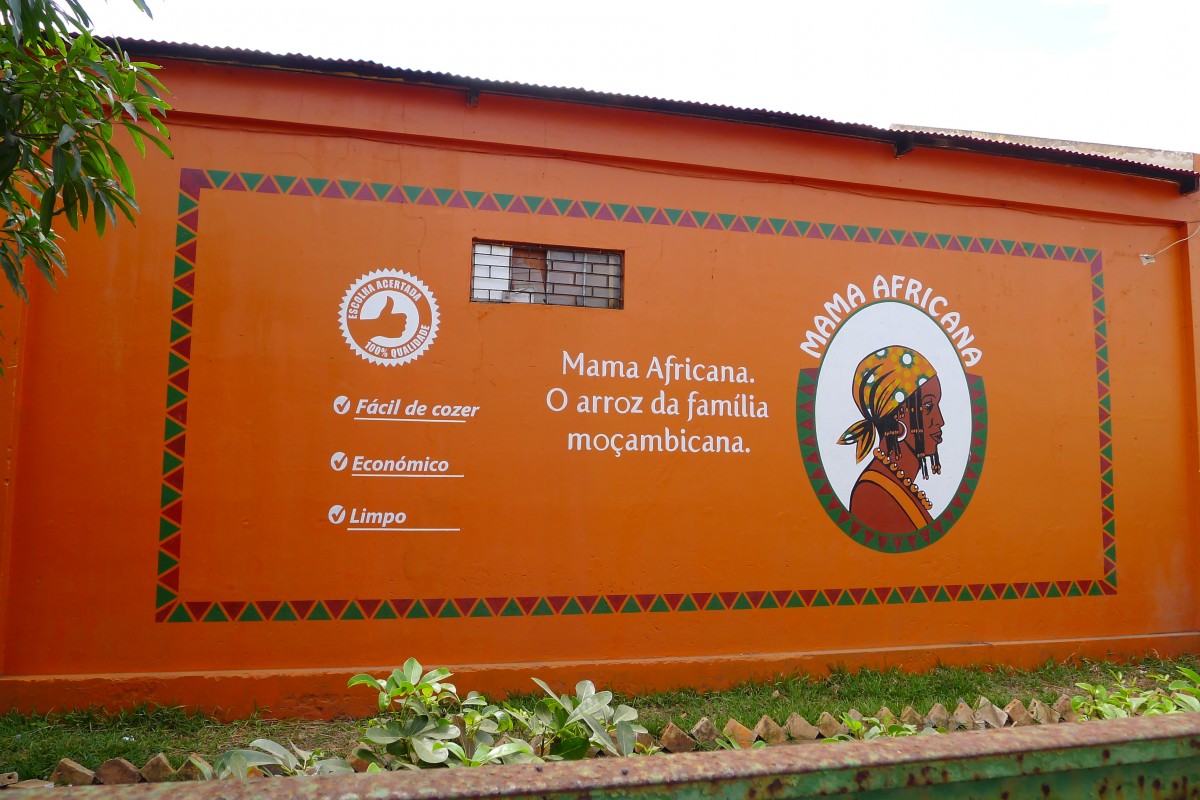 ESCOLHA ACERTADA
100% QUALIDADE
Fácil de cozer
Económico
Limpo
Mama Africana.
O arroz da família
moçambicana.
MAMA AFRICANA